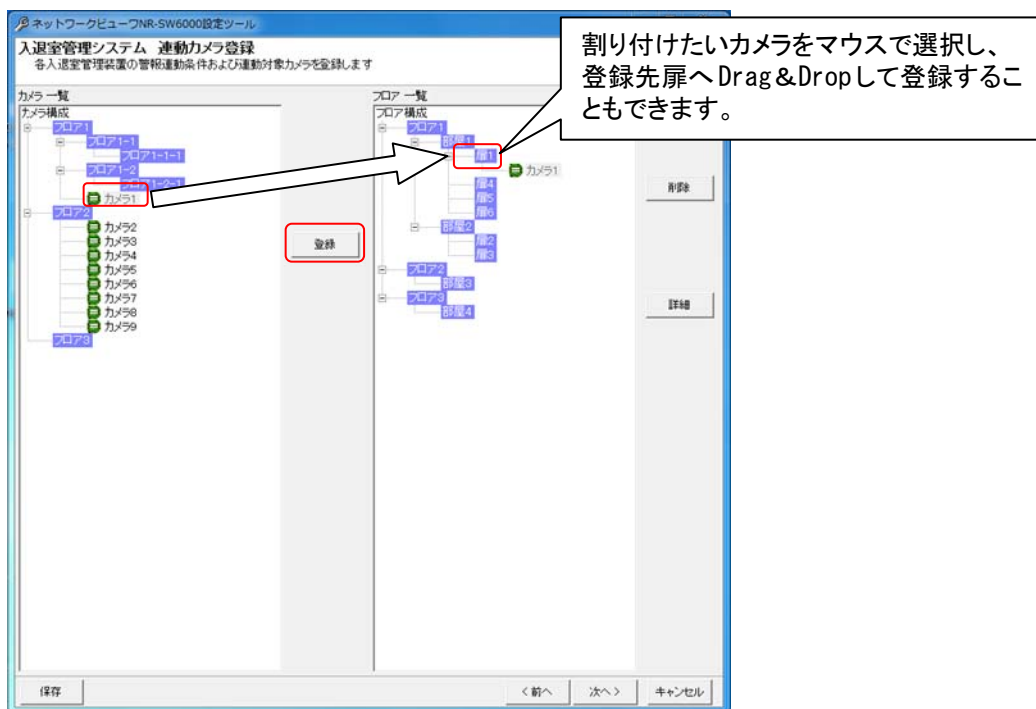 ネットワークビューワNR-SW6000設定ツール
入退室管理システム　連動カメラ登録
各入退室管理装置の警報連動条件および連動対象カメラを登録します
割り付けたいカメラをマウスで選択し、
登録先扉へDrag&Dropして登録するこ
ともできます。
カメラ 一覧
カメラ構成
フロア1
フロア1-1
フロア1-1-1
フロア1-2
フロア1-2-1
カメラ1
フロア2
カメラ2
カメラ3
カメラ4
カメラ5
カメラ6
カメラ7
カメラ8
カメラ9
フロア3
登録
フロア 一覧
フロア構成
フロア1
部屋1
扉1
カメラ1
扉4
扉5
扉6
部屋2
扉2
扉3
フロア2
部屋3
フロア3
部屋4
削除
詳細
保存
< 前へ
次へ >
キャンセル